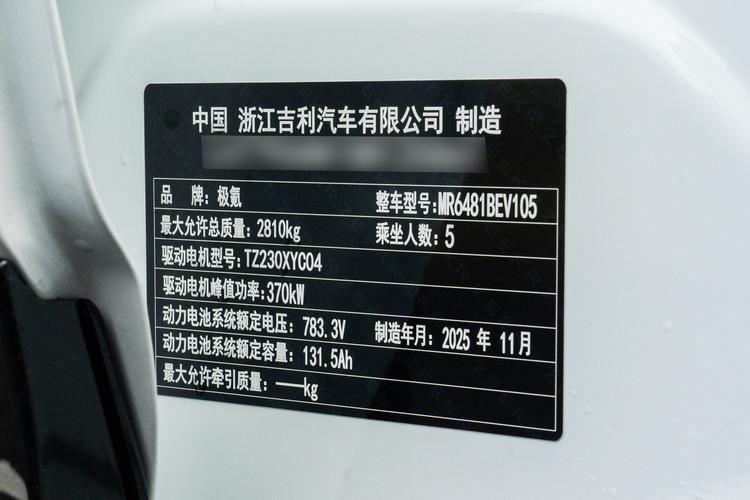 中国 浙江吉利汽车有限公司 制造
品 牌：极氪 整车型号：MR6481BEV105
最大允许总质量：2810kg 乘坐人数：5
驱动电机型号：TZ230XYC04
驱动电机峰值功率：370kW
动力电池系统额定电压：783.3V 制造年月：2025 年 11月
动力电池系统额定容量：131.5Ah
最大允许牵引质量：——kg